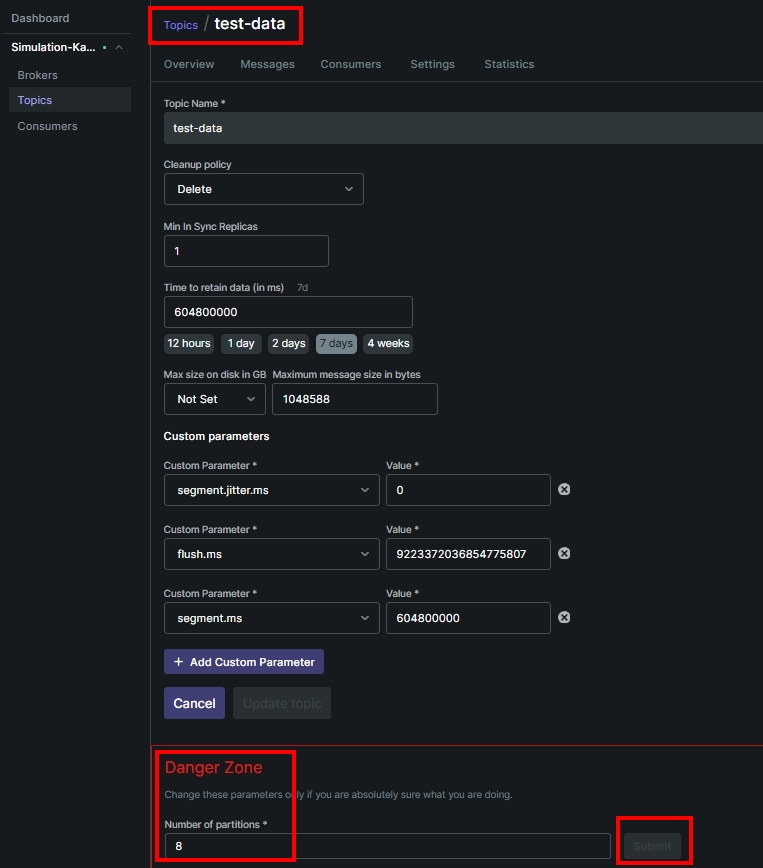 Dashboard
Simulation-Ka...
Brokers
Topics
Consumers
Topics / test-data
Overview Messages Consumers Settings Statistics
Topic Name *
test-data
Cleanup policy
Delete
Min In Sync Replicas
1
Time to retain data (in ms) 7d
604800000
12 hours 1 day 2 days 7 days 4 weeks
Max size on disk in GB Maximum message size in bytes
Not Set 1048588
Custom parameters
Custom Parameter * Value *
segment.jitter.ms 0
Custom Parameter * Value *
flush.ms 9223372036854775807
Custom Parameter * Value *
segment.ms 604800000
+ Add Custom Parameter
Cancel Update topic
Danger Zone
Change these parameters only if you are absolutely sure what you are doing.
Number of partitions *
8 Submit